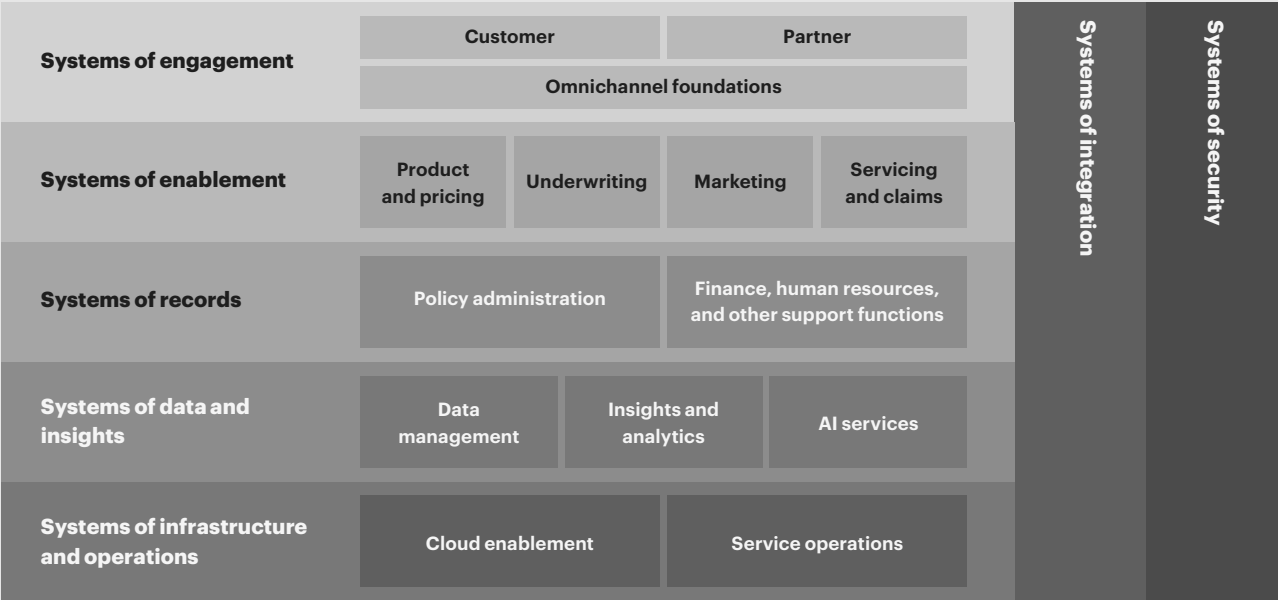 Systems of engagement
Customer
Partner
Omnichannel foundations
Systems of enablement
Product
and pricing
Underwriting
Marketing
Servicing
and claims
Systems of records
Policy administration
Finance, human resources,
and other support functions
Systems of data and
insights
Data
management
Insights and
analytics
AI services
Systems of infrastructure
and operations
Cloud enablement
Service operations
Systems of integration
Systems of security